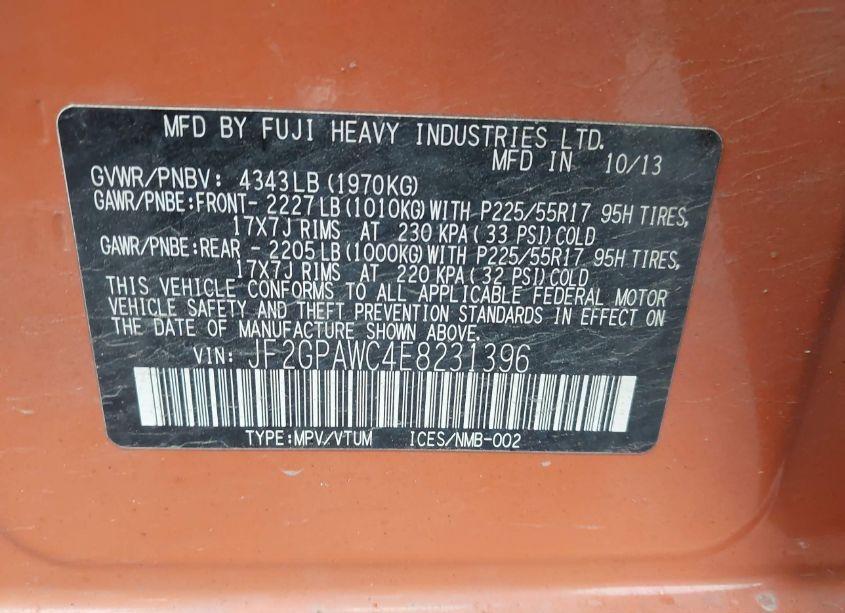 MFD BY FUJI HEAVY INDUSTRIES LTD.
MFD IN 10/13
GVWR/PNBV: 4343LB (1970KG)
GAWR/PNBE:FRONT- 2227LB (1010KG) WITH P225/55R17 95H TIRES,
17X7J RIMS AT 230 KPA (33 PSI) COLD
GAWR/PNBE:REAR - 2205LB (1000KG) WITH P225/55R17 95H TIRES,
17X7J RIMS AT 220 KPA (32 PSI) COLD
THIS VEHICLE CONFORMS TO ALL APPLICABLE FEDERAL MOTOR
VEHICLE SAFETY AND THEFT PREVENTION STANDARDS IN EFFECT ON
THE DATE OF MANUFACTURE SHOWN ABOVE.
VIN: JF2GPAWC4E8231396
TYPE:MPV/VTUM ICES/NMB-002